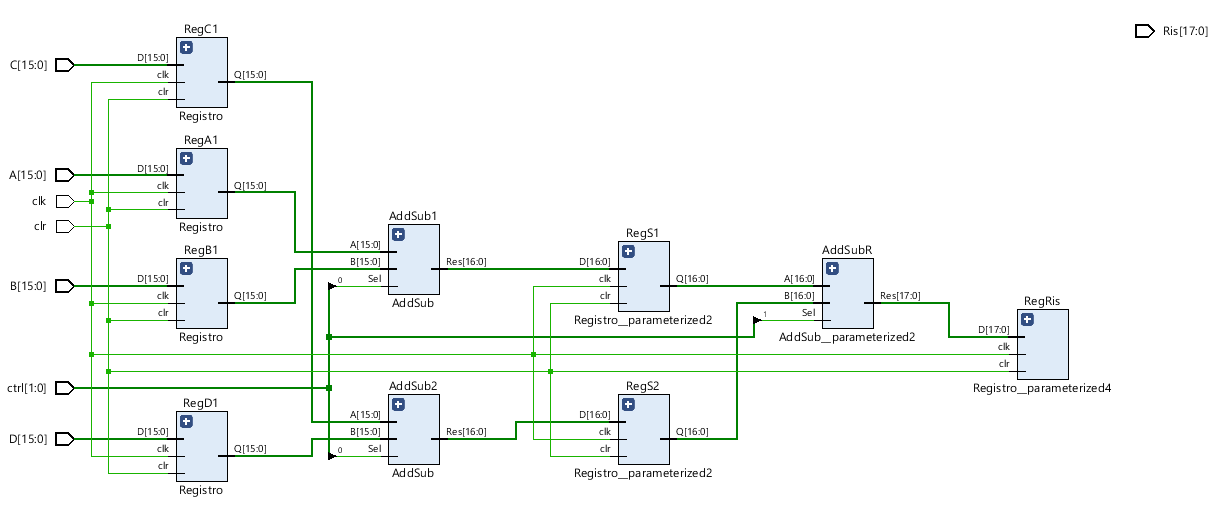 RegC1
C[15:0]
D[15:0]
clk
clr
Q[15:0]
Registro
RegA1
A[15:0]
clk
clr
D[15:0]
clk
clr
Q[15:0]
Registro
RegB1
B[15:0]
D[15:0]
clk
clr
Q[15:0]
Registro
ctrl[1:0]
RegD1
D[15:0]
D[15:0]
clk
clr
Q[15:0]
Registro
AddSub1
A[15:0]
B[15:0]
0
Sel
Res[16:0]
AddSub
AddSub2
A[15:0]
B[15:0]
0
Sel
Res[16:0]
AddSub
RegS1
D[16:0]
clk
clr
Q[16:0]
Registro__parameterized2
RegS2
D[16:0]
clk
clr
Q[16:0]
Registro__parameterized2
AddSubR
A[16:0]
B[16:0]
1
Sel
Res[17:0]
AddSub__parameterized2
RegRis
D[17:0]
clk
clr
Registro__parameterized4
Ris[17:0]